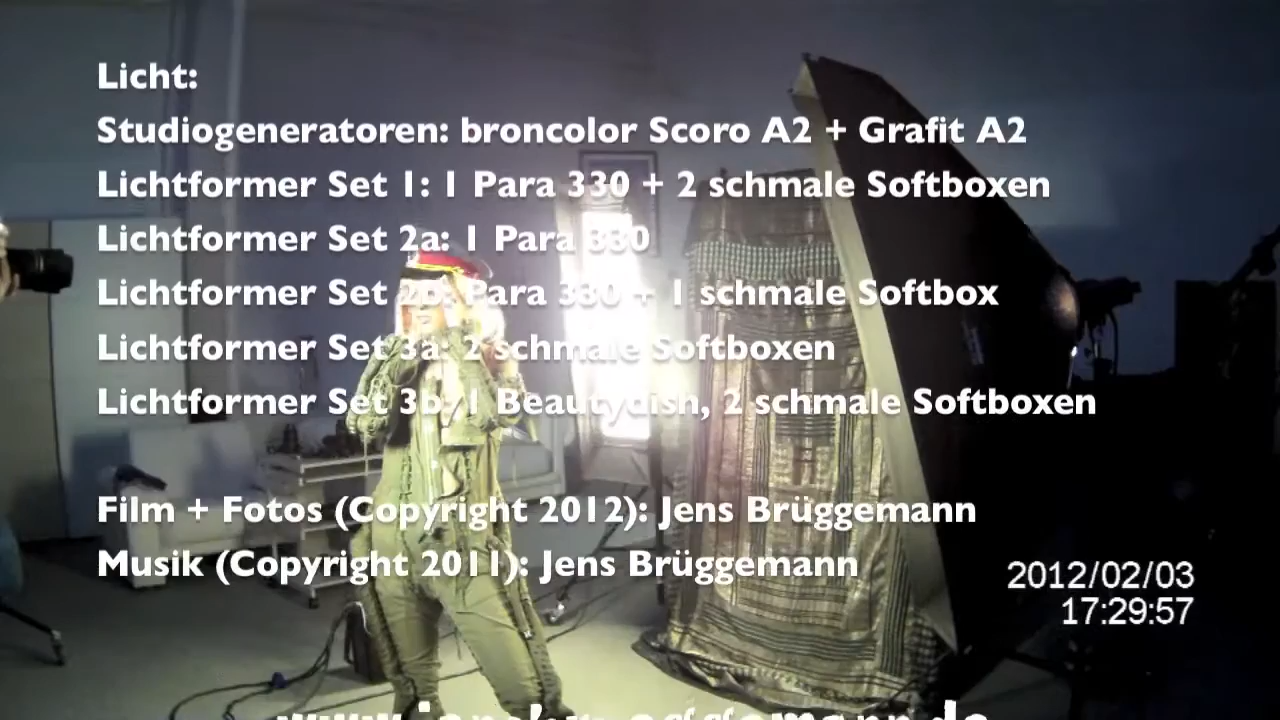 Licht:
Studiogeneratoren: broncolor Scoro A2 + Grafit A2
Lichtformer Set 1: 1 Para 330 + 2 schmale Softboxen
Lichtformer Set 2a: 1 Para 330
Lichtformer Set 2b: Para 330 + 1 schmale Softbox
Lichtformer Set 3a: 2 schmale Softboxen
Lichtformer Set 3b: 1 Beautydish, 2 schmale Softboxen
Film + Fotos (Copyright 2012): Jens Brüggemann
Musik (Copyright 2011): Jens Brüggemann
2012/02/03
17:29:57